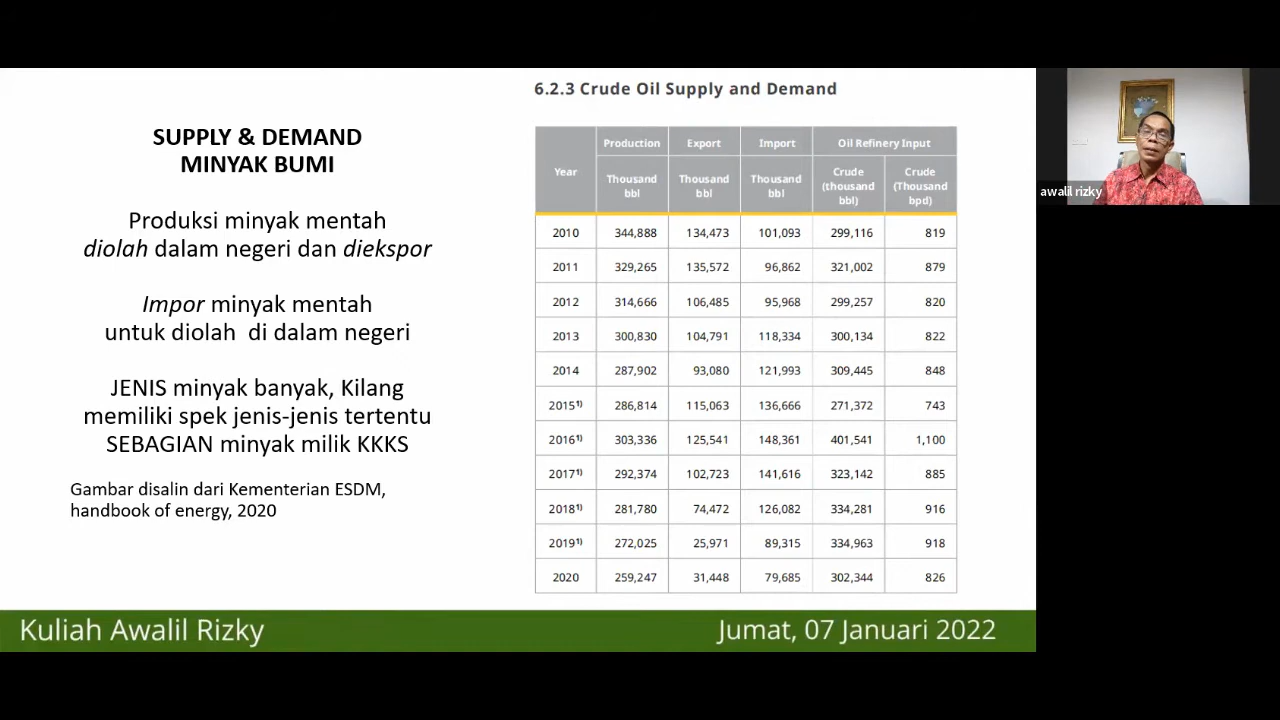 SUPPLY & DEMAND
MINYAK BUMI
Produksi minyak mentah
diolah dalam negeri dan diekspor
Impor minyak mentah
untuk diolah di dalam negeri
JENIS minyak banyak, Kilang
memiliki spek jenis-jenis tertentu
SEBAGIAN minyak milik KKKS
Gambar disalin dari Kementerian ESDM,
handbook of energy, 2020
6.2.3 Crude Oil Supply and Demand
Year Production Export Import Oil Refinery Input
Thousand bbl Thousand bbl Thousand bbl Crude (thousand bbl) Crude (Thousand bpd)
2010 344,888 134,473 101,093 299,116 819
2011 329,265 135,572 96,862 321,002 879
2012 314,666 106,485 95,968 299,257 820
2013 300,830 104,791 118,334 300,134 822
2014 287,902 93,080 121,993 309,445 848
2015¹⁾ 286,814 115,063 136,666 271,372 743
2016¹⁾ 303,336 125,541 148,361 401,541 1,100
2017¹⁾ 292,374 102,723 141,616 323,142 885
2018¹⁾ 281,780 74,472 126,082 334,281 916
2019¹⁾ 272,025 25,971 89,315 334,963 918
2020 259,247 31,448 79,685 302,344 826
awalil rizky
Kuliah Awalil Rizky
Jumat, 07 Januari 2022